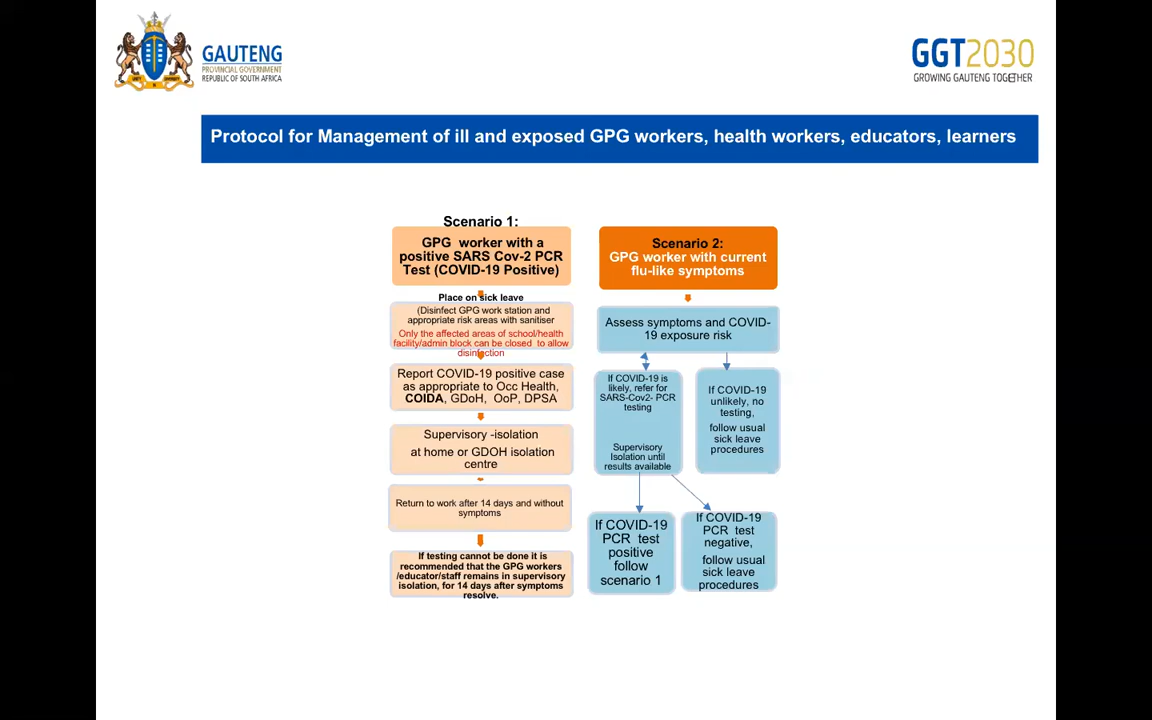 GAUTENG
PROVINCIAL GOVERNMENT
REPUBLIC OF SOUTH AFRICA
GGT2030
GROWING GAUTENG TOGETHER
Protocol for Management of ill and exposed GPG workers, health workers, educators, learners
Scenario 1:
GPG worker with a
positive SARS Cov-2 PCR
Test (COVID-19 Positive)
Place on sick leave
(Disinfect GPG work station and
appropriate risk areas with sanitiser
Only the affected areas of school/health
facility/admin block can be closed to allow
disinfection
Report COVID-19 positive case
as appropriate to Occ Health,
COIDA, GDoH, OoP, DPSA
Supervisory -isolation
at home or GDOH isolation
centre
Return to work after 14 days and without
symptoms
If testing cannot be done it is
recommended that the GPG workers
/educator/staff remains in supervisory
isolation, for 14 days after symptoms
resolve.
Scenario 2:
GPG worker with current
flu-like symptoms
Assess symptoms and COVID-
19 exposure risk
If COVID-19 is
likely, refer for
SARS-Cov2- PCR
testing
Supervisory
Isolation until
results available
If COVID-19
unlikely, no
testing,
follow usual
sick leave
procedures
If COVID-19
PCR test
positive
follow
scenario 1
If COVID-19
PCR test
negative,
follow usual
sick leave
procedures